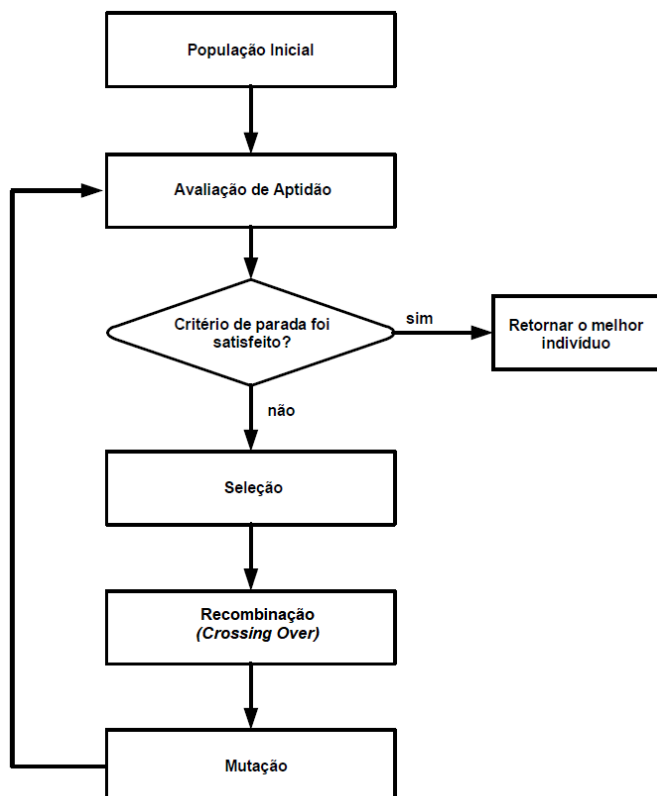 População Inicial
Avaliação de Aptidão
Critério de parada foi
satisfeito?
sim
Retornar o melhor
indivíduo
não
Seleção
Recombinação
(Crossing Over)
Mutação